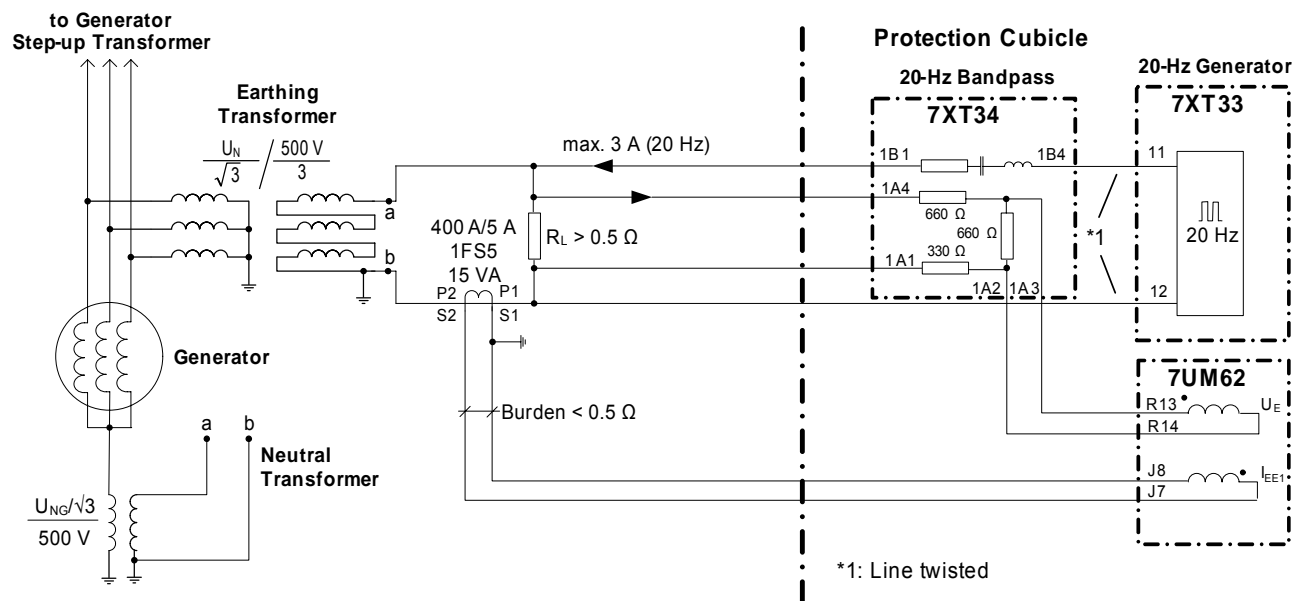 to Generator
Step-up Transformer
Earthing
Transformer
U_N
√3
/
500 V
3
a
b
max. 3 A (20 Hz)
400 A/5 A
1FS5
15 VA
R_L > 0.5 Ω
P2 P1
S2 S1
Burden < 0.5 Ω
Generator
a b
Neutral
Transformer
U_NG/√3
500 V
Protection Cubicle
20-Hz Bandpass
7XT34
1B1
1B4
1A4
660 Ω
660 Ω
330 Ω
1A1
1A2 1A3
*1
20-Hz Generator
7XT33
11
20 Hz
12
7UM62
R13
U_E
R14
J8
I_EE1
J7
*1: Line twisted